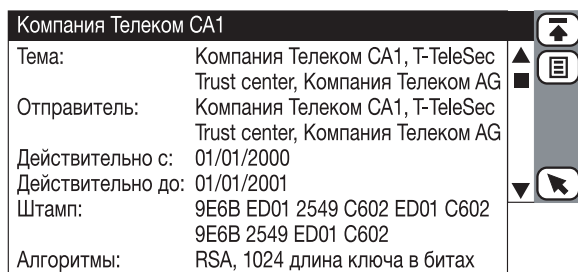 Компания Телеком CA1
Тема: Компания Телеком CA1, T-TeleSec
Trust center, Компания Телеком AG
Отправитель: Компания Телеком CA1, T-TeleSec
Trust center, Компания Телеком AG
Действительно с: 01/01/2000
Действительно до: 01/01/2001
Штамп: 9E6B ED01 2549 C602 ED01 C602
9E6B 2549 ED01 C602
Алгоритмы: RSA, 1024 длина ключа в битах